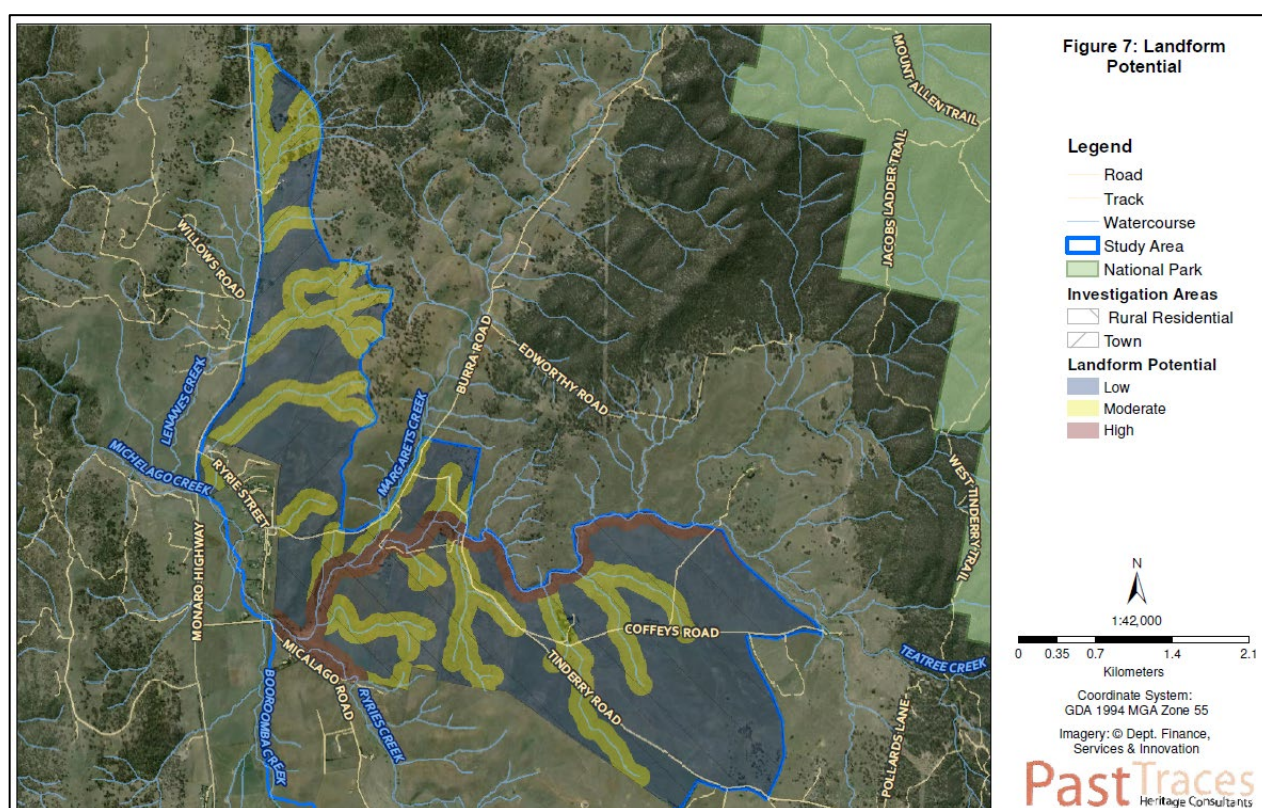 Figure 7: Landform
Potential
Legend
Road
Track
Watercourse
Study Area
National Park
Investigation Areas
Rural Residential
Town
Landform Potential
Low
Moderate
High
N
1:42,000
0 0.35 0.7 1.4 2.1
Kilometers
Coordinate System:
GDA 1994 MGA Zone 55
Imagery: © Dept. Finance,
Services & Innovation
PastTraces
Heritage Consultants
MOUNT ALLEN TRAIL
JACOBS LADDER TRAIL
WILLOWS ROAD
BURRA ROAD
EDWORTHY ROAD
LENANES CREEK
MARGARETS CREEK
MICHELAGO CREEK
RYRIE STREET
WEST TINDERRY TRAIL
MONARO HIGHWAY
COFFEYS ROAD
TEATREE CREEK
MICALAGO ROAD
TINDERRY ROAD
BOOROOMBA CREEK
RYRIES CREEK
POLLARDS LANE